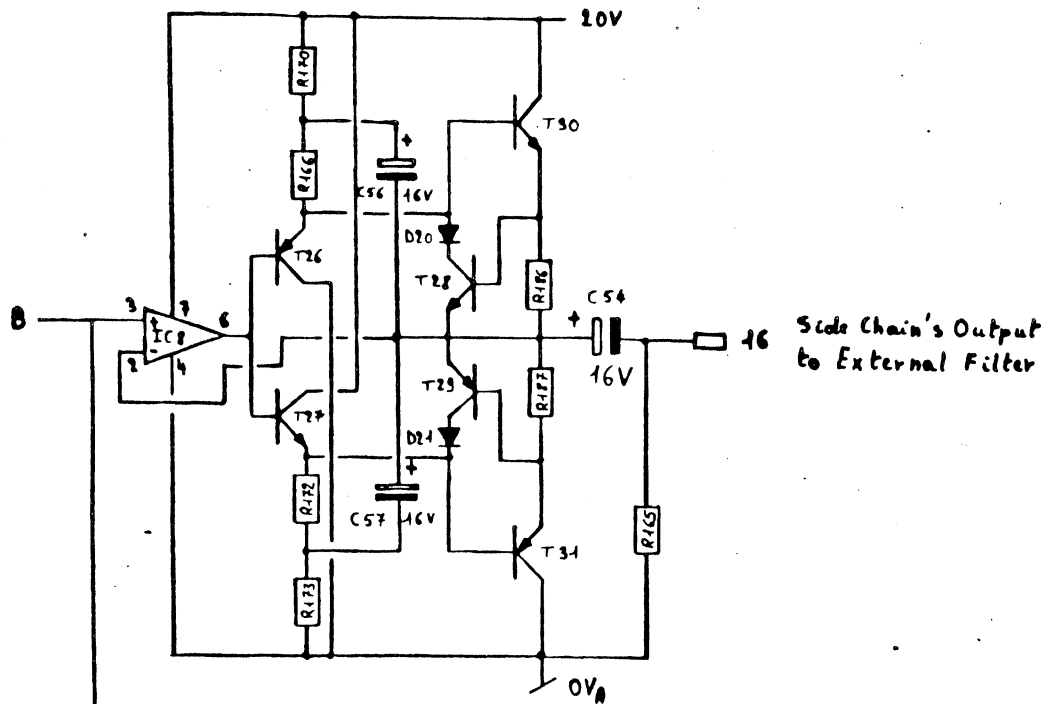 20V
R170
T30
+
R166
C56
16V
D20
T26
T28
R186
C54
B
3
7
+
6
IC8
-
2
4
+
16
Side Chain's Output
to External Filter
16V
T29
R187
T27
D21
+
R172
C57
16V
R165
T31
R173
0VA